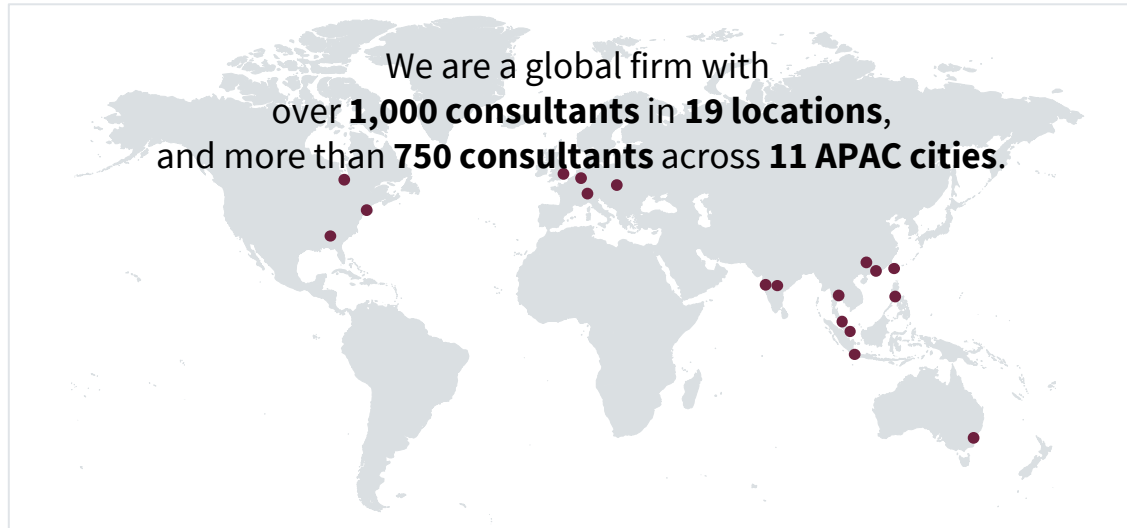 We are a global firm with
over 1,000 consultants in 19 locations,
and more than 750 consultants across 11 APAC cities.